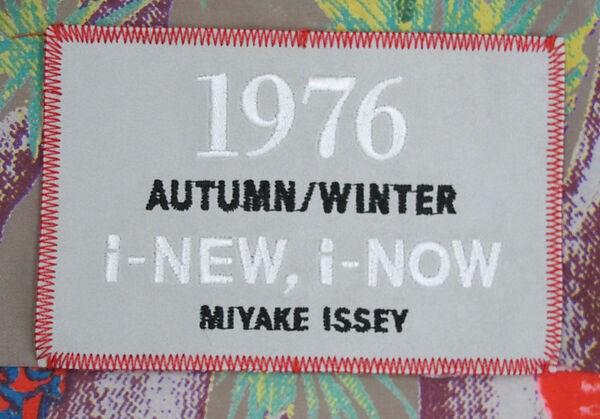 1976
AUTUMN/WINTER
i-NEW, i-NOW
MIYAKE ISSEY